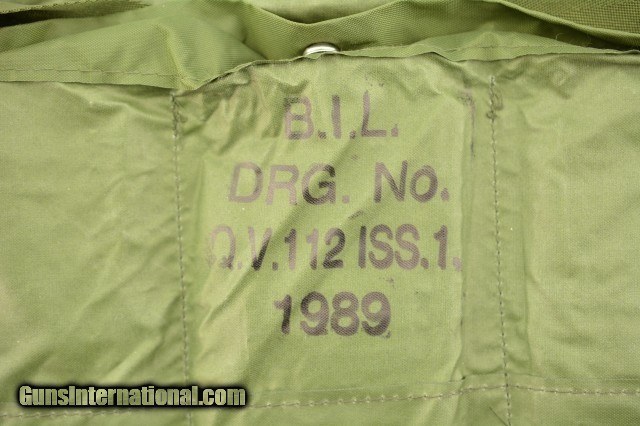 B.I.L.
DRG. No.
Q.V.112 ISS.1.
1989
GunsInternational.com